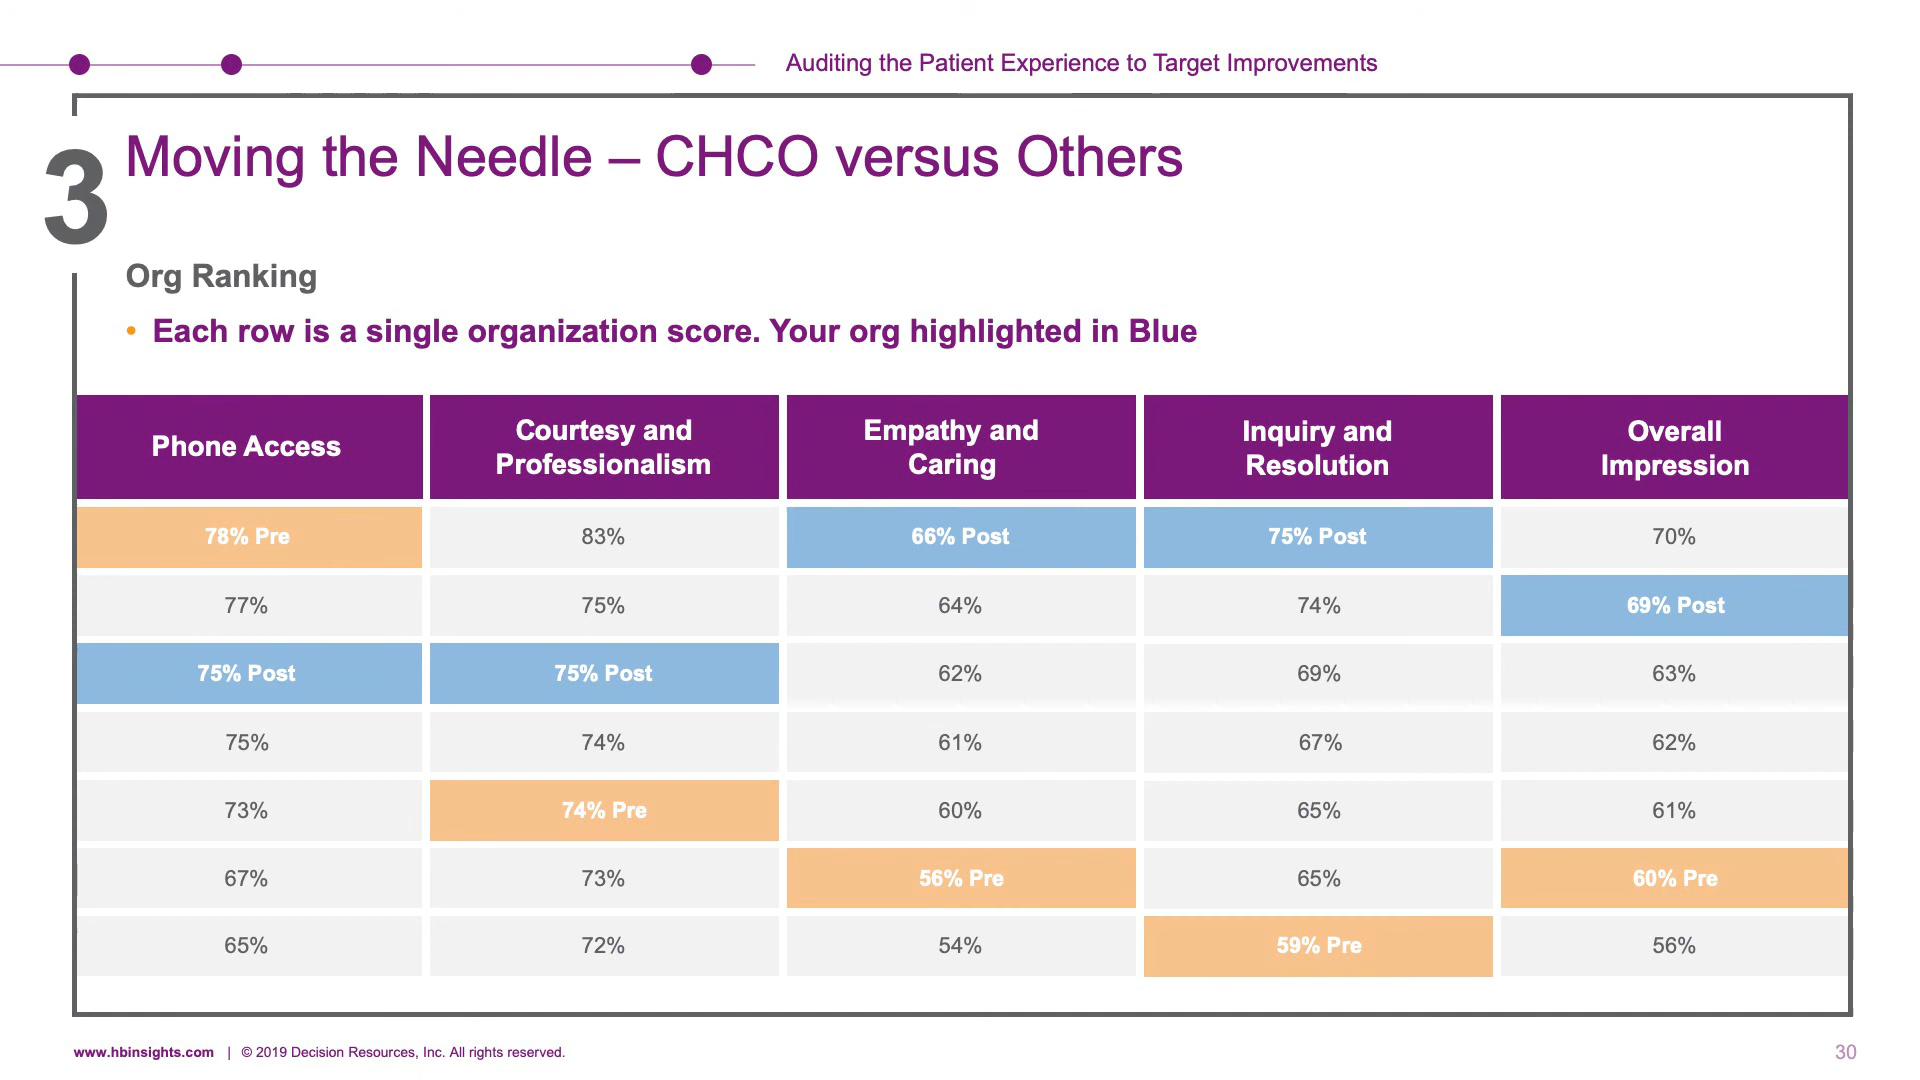 Auditing the Patient Experience to Target Improvements
3
Moving the Needle – CHCO versus Others
Org Ranking
• Each row is a single organization score. Your org highlighted in Blue
Phone Access
Courtesy and
Professionalism
Empathy and
Caring
Inquiry and
Resolution
Overall
Impression
78% Pre 83% 66% Post 75% Post 70%
77% 75% 64% 74% 69% Post
75% Post 75% Post 62% 69% 63%
75% 74% 61% 67% 62%
73% 74% Pre 60% 65% 61%
67% 73% 56% Pre 65% 60% Pre
65% 72% 54% 59% Pre 56%
www.hbinsights.com | © 2019 Decision Resources, Inc. All rights reserved.
30